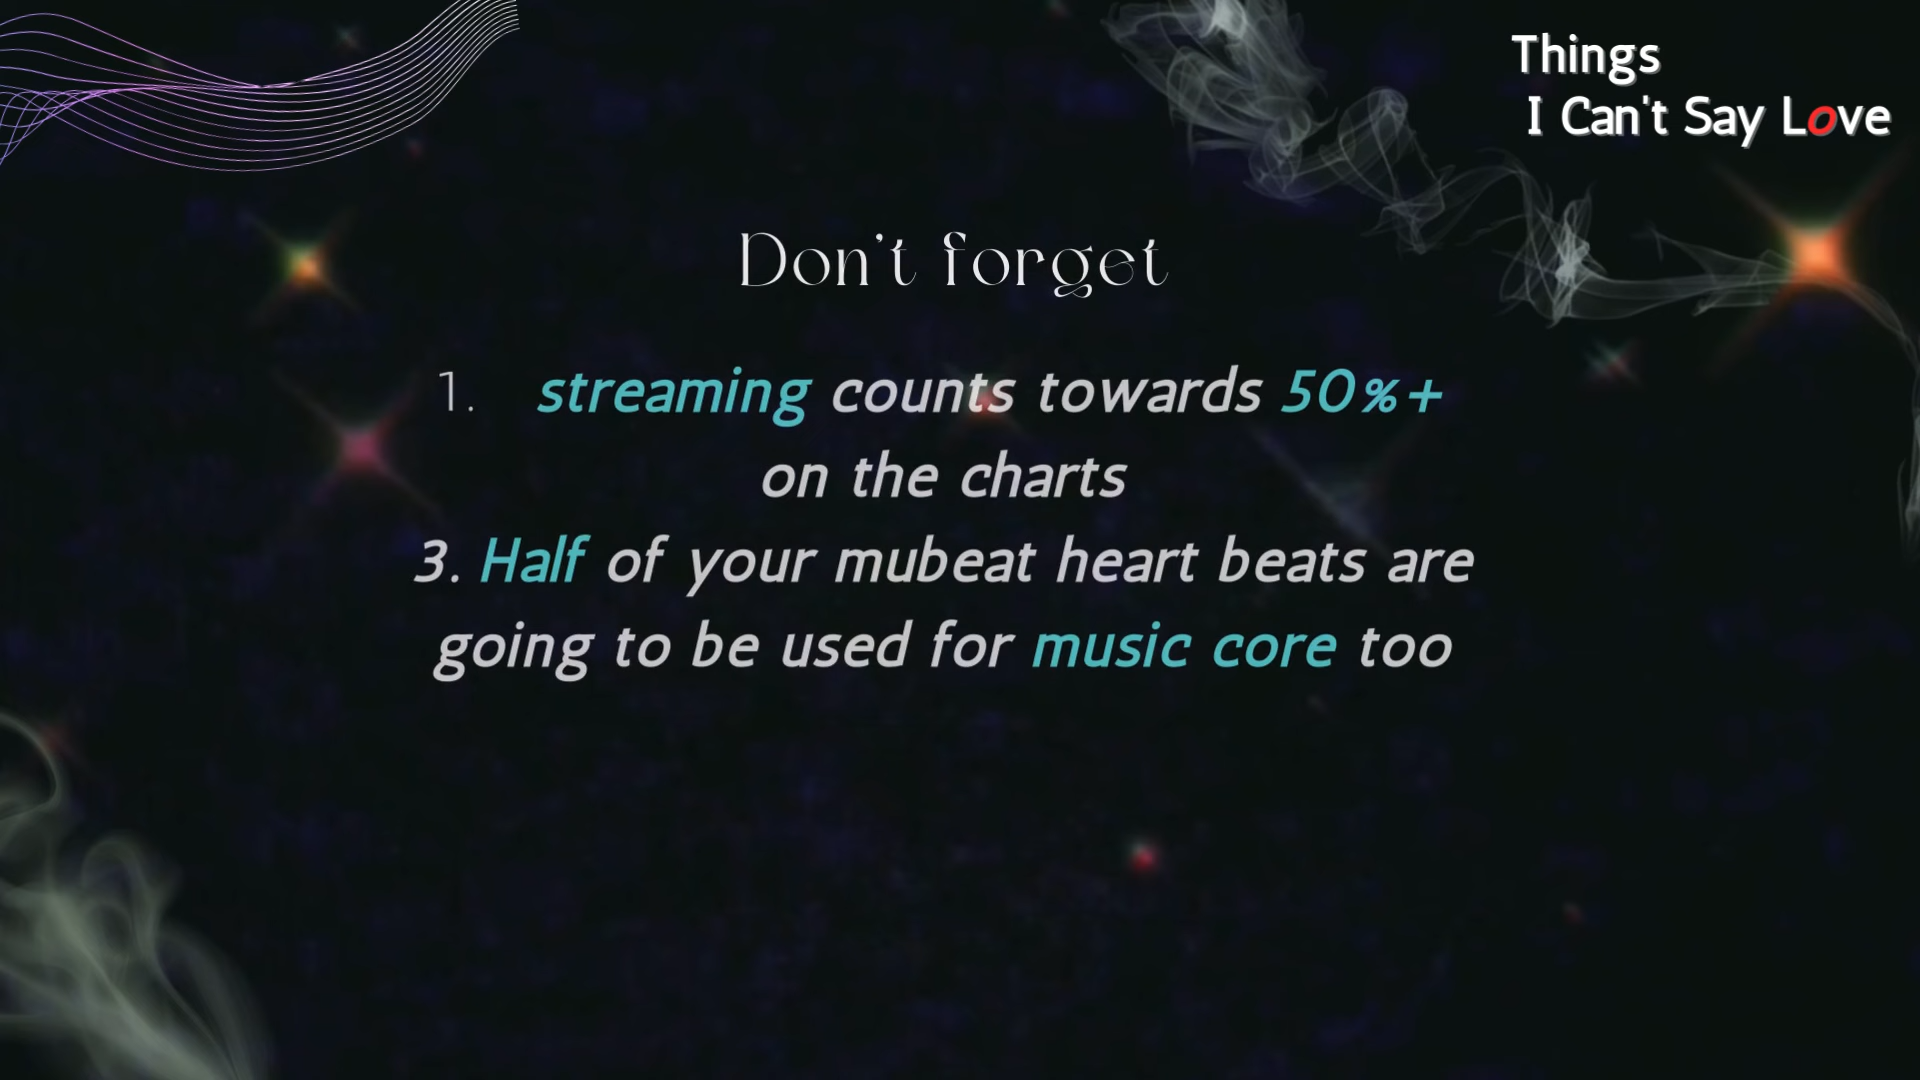 Things
I Can't Say Love
Don't forget
1. streaming counts towards 50%+
on the charts
3. Half of your mubeat heart beats are
going to be used for music core too